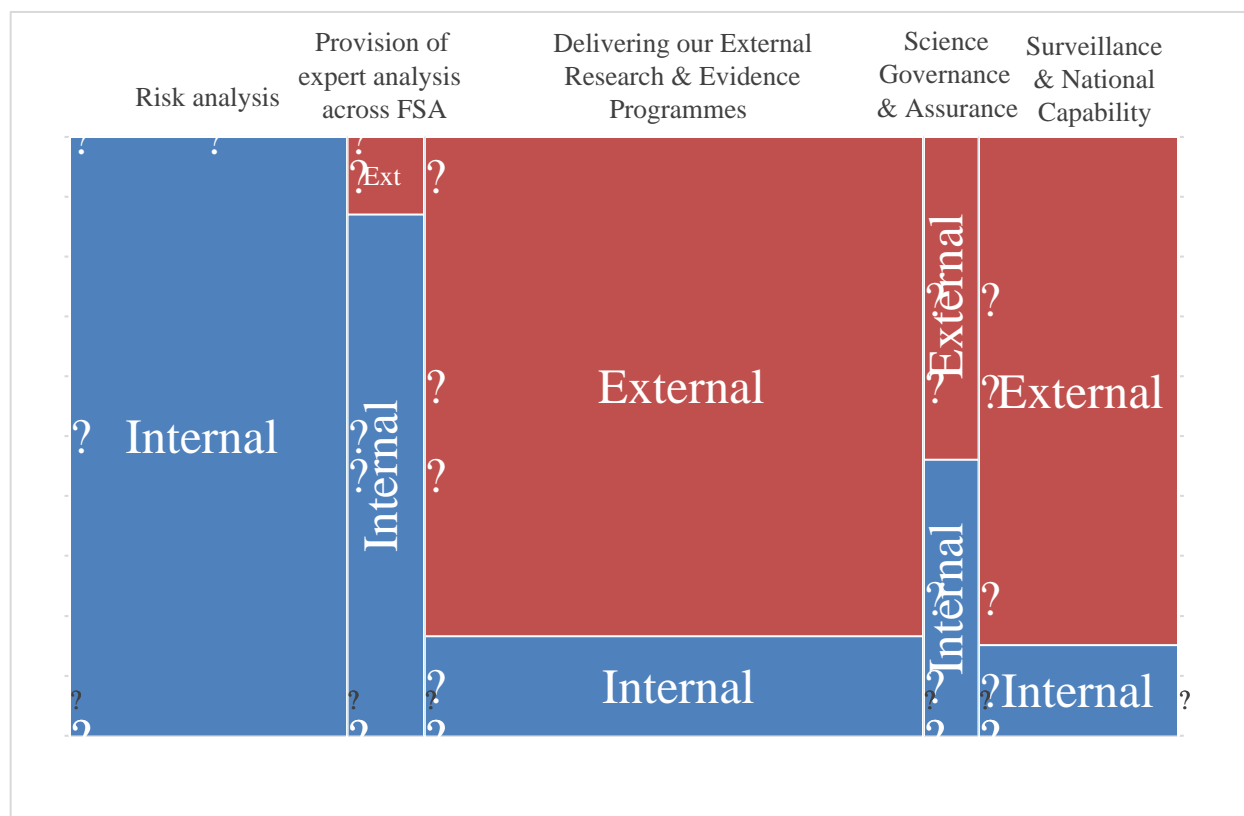 Risk analysis
Provision of
expert analysis
across FSA
Delivering our External
Research & Evidence
Programmes
Science
Governance
& Assurance
Surveillance
& National
Capability
? ? ?
? Ext ?
External
? ?
? External ? ? External
? Internal ?
? Internal ?
? ?
Internal
? Internal ? ? Internal
? ? ? ? ? ?
? ? ? ? ?